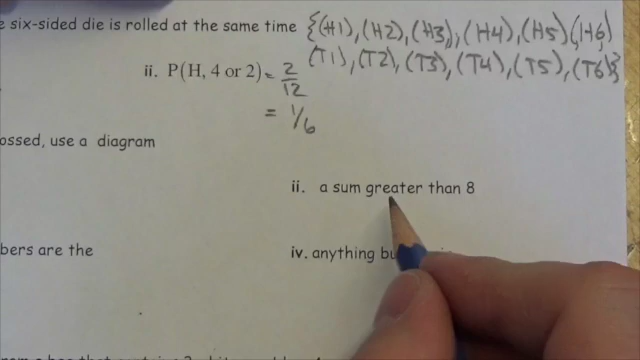 e six-sided die is rolled at the same time {(H1),(H2),(H3),(H4),(H5)(H6)
ii. P(H, 4 or 2) = 2/12 (T1),(T2),(T3),(T4),(T5),(T6)}
= 1/6
ossed, use a diagram
ii. a sum greater than 8
bers are the
iv. anything bu